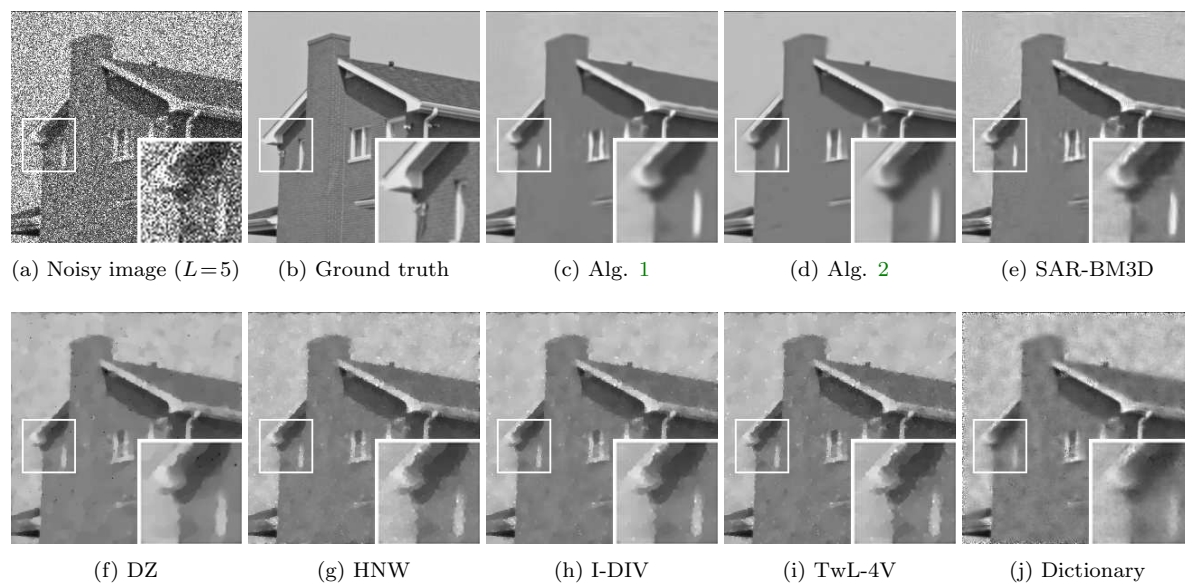 (a) Noisy image (L=5) (b) Ground truth (c) Alg. 1 (d) Alg. 2 (e) SAR-BM3D
(f) DZ (g) HNW (h) I-DIV (i) TwL-4V (j) Dictionary